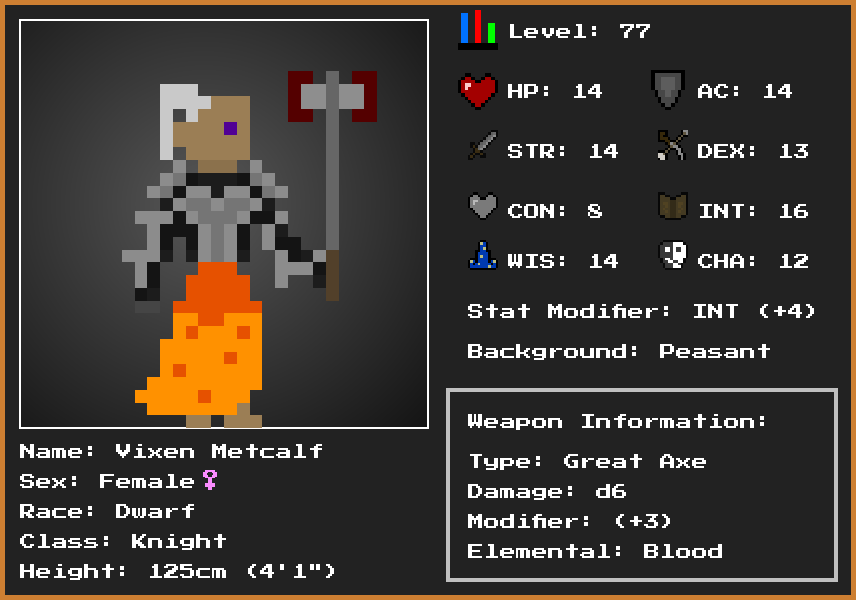 Level: 77
HP: 14
AC: 14
STR: 14
DEX: 13
CON: 8
INT: 16
WIS: 14
CHA: 12
Stat Modifier: INT (+4)
Background: Peasant
Weapon Information:
Type: Great Axe
Damage: d6
Modifier: (+3)
Elemental: Blood
Name: Vixen Metcalf
Sex: Female♀
Race: Dwarf
Class: Knight
Height: 125cm (4'1")